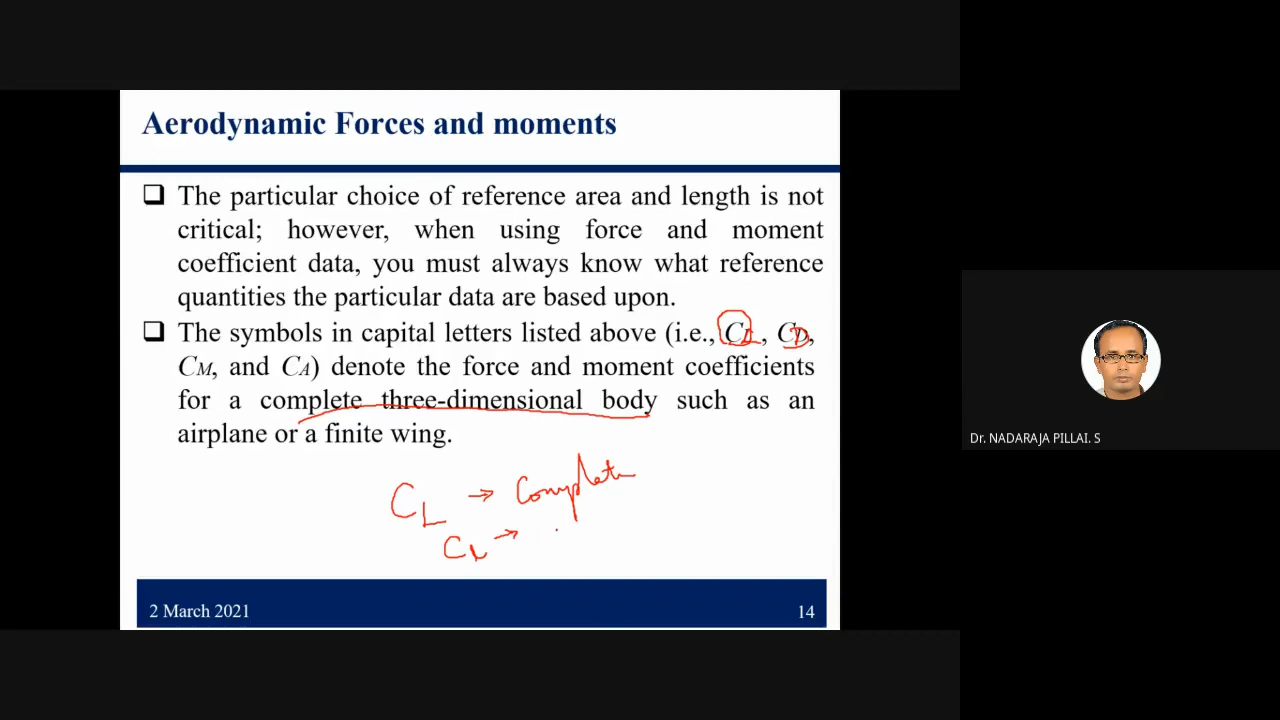 Aerodynamic Forces and moments
❑ The particular choice of reference area and length is not
critical; however, when using force and moment
coefficient data, you must always know what reference
quantities the particular data are based upon.
❑ The symbols in capital letters listed above (i.e., CL, CD,
CM, and CA) denote the force and moment coefficients
for a complete three-dimensional body such as an
airplane or a finite wing.
CL → Complete
Cl →
2 March 2021
14
Dr. NADARAJA PILLAI. S